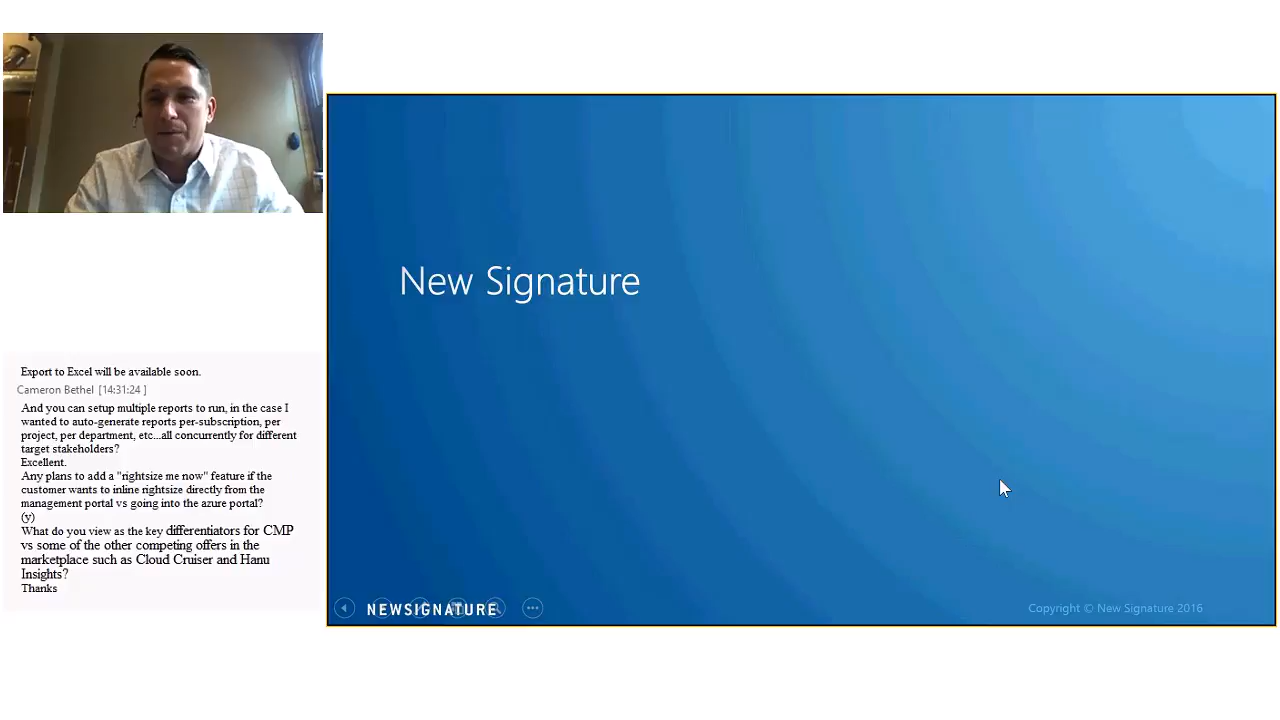 Export to Excel will be available soon.
Cameron Bethel [14:31:24 ]
And you can setup multiple reports to run, in the case I
wanted to auto-generate reports per-subscription, per
project, per department, etc...all concurrently for different
target stakeholders?
Excellent.
Any plans to add a "rightsize me now" feature if the
customer wants to inline rightsize directly from the
management portal vs going into the azure portal?
(y)
What do you view as the key differentiators for CMP
vs some of the other competing offers in the
marketplace such as Cloud Cruiser and Hanu
Insights?
Thanks
New Signature
NEWSIGNATURE
Copyright © New Signature 2016